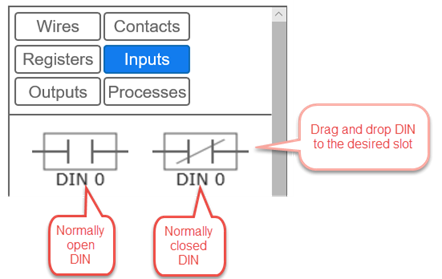 Wires Contacts
Registers Inputs
Outputs Processes
DIN 0 DIN 0
Drag and drop DIN
to the desired slot
Normally
open
DIN
Normally
closed
DIN